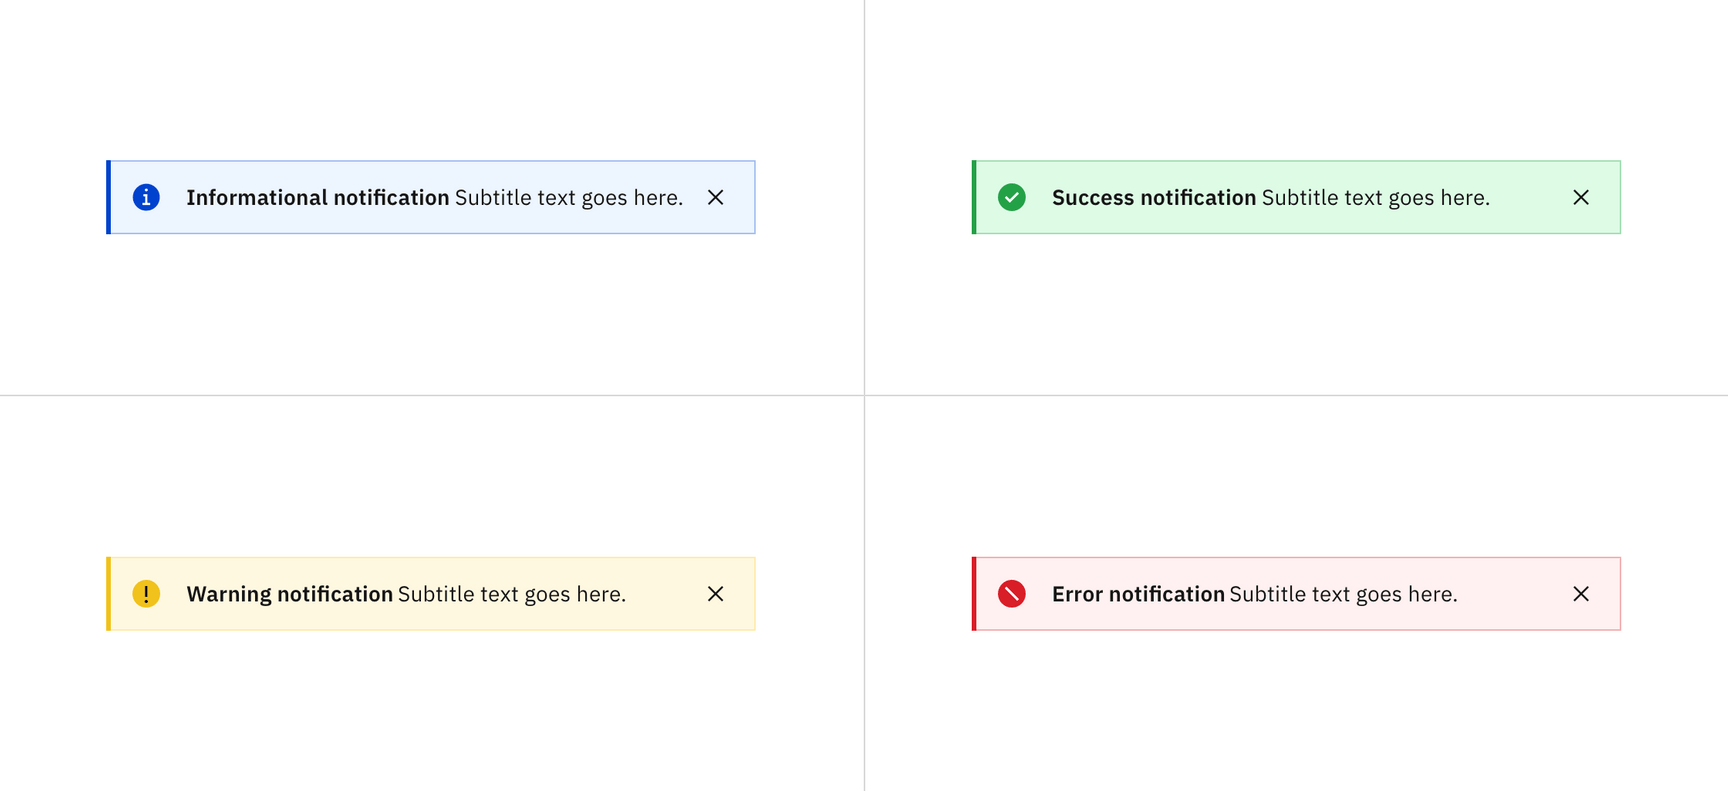 Informational notification Subtitle text goes here.
Success notification Subtitle text goes here.
Warning notification Subtitle text goes here.
Error notification Subtitle text goes here.